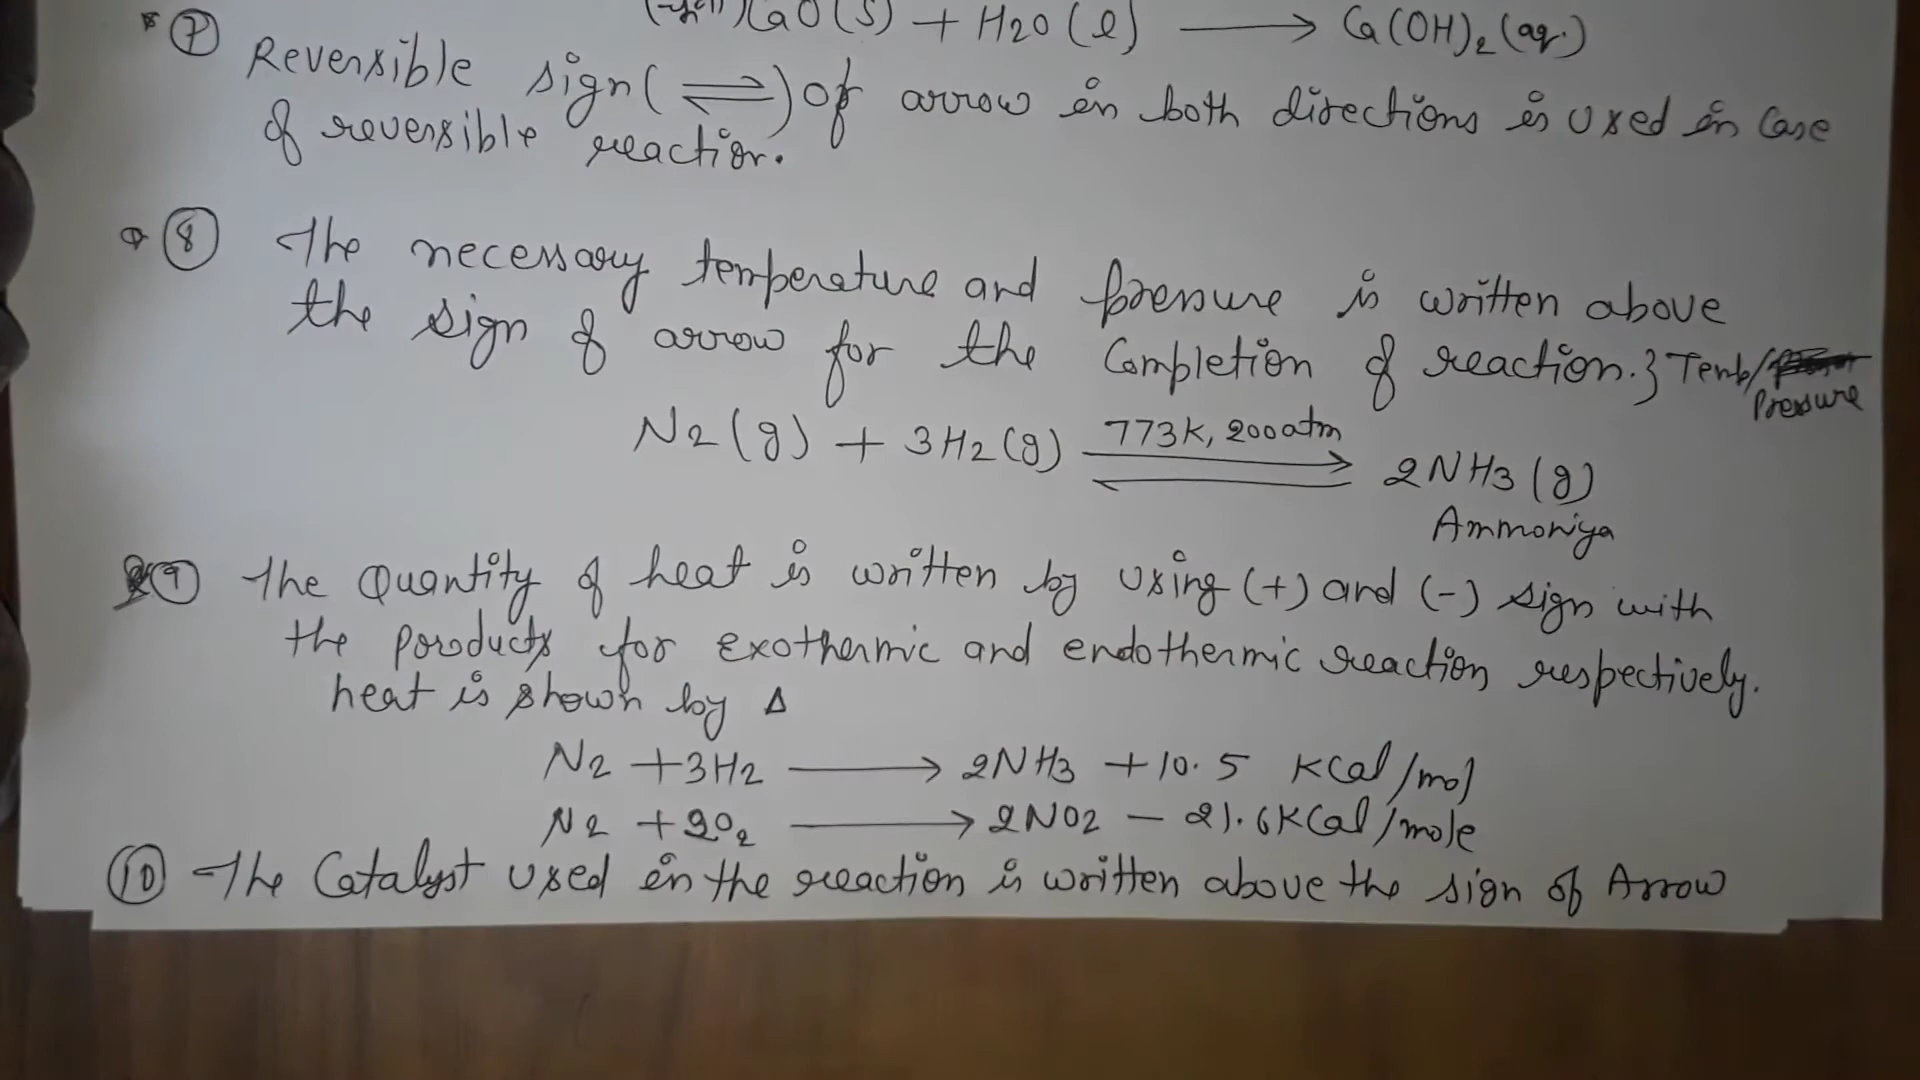 CaO(s) + H2O(l) ⟶ Ca(OH)2(aq.)
7 Reversible sign(⇌) of arrow in both directions is used in Case
of reversible reaction.
8 The necessary temperature and pressure is written above
the sign of arrow for the Completion of reaction.} Temp/
Pressure
N2(g) + 3H2(g) ⇌ 773K, 200atm 2NH3(g)
Ammoniya
9 The Quantity of heat is written by using (+) and (-) sign with
the products for exothermic and endothermic reaction respectively.
heat is shown by Δ
N2 + 3H2 ⟶ 2NH3 + 10.5 KCal/mol
N2 + 2O2 ⟶ 2NO2 - 21.6KCal/mole
10 The Catalyst used in the reaction is written above the sign of Arrow